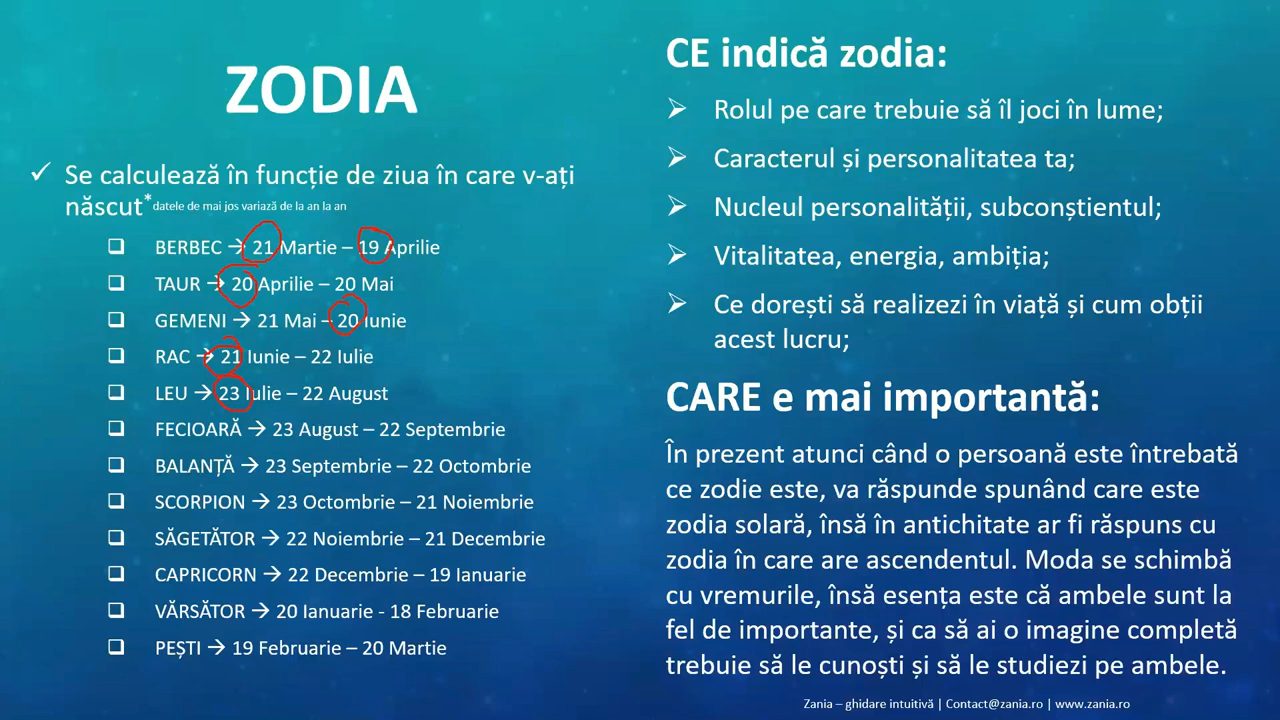 ZODIA
✓ Se calculează în funcție de ziua în care v-ați
născut*datele de mai jos variază de la an la an
❑ BERBEC → 21 Martie – 19 Aprilie
❑ TAUR → 20 Aprilie – 20 Mai
❑ GEMENI → 21 Mai – 20 Iunie
❑ RAC → 21 Iunie – 22 Iulie
❑ LEU → 23 Iulie – 22 August
❑ FECIOARĂ → 23 August – 22 Septembrie
❑ BALANȚĂ → 23 Septembrie – 22 Octombrie
❑ SCORPION → 23 Octombrie – 21 Noiembrie
❑ SĂGETĂTOR → 22 Noiembrie – 21 Decembrie
❑ CAPRICORN → 22 Decembrie – 19 Ianuarie
❑ VĂRSĂTOR → 20 Ianuarie - 18 Februarie
❑ PEȘTI → 19 Februarie – 20 Martie
CE indică zodia:
➢ Rolul pe care trebuie să îl joci în lume;
➢ Caracterul și personalitatea ta;
➢ Nucleul personalității, subconștientul;
➢ Vitalitatea, energia, ambiția;
➢ Ce dorești să realizezi în viață și cum obții
acest lucru;
CARE e mai importantă:
În prezent atunci când o persoană este întrebată
ce zodie este, va răspunde spunând care este
zodia solară, însă în antichitate ar fi răspuns cu
zodia în care are ascendentul. Moda se schimbă
cu vremurile, însă esența este că ambele sunt la
fel de importante, și ca să ai o imagine completă
trebuie să le cunoști și să le studiezi pe ambele.
Zania – ghidare intuitivă | Contact@zania.ro | www.zania.ro